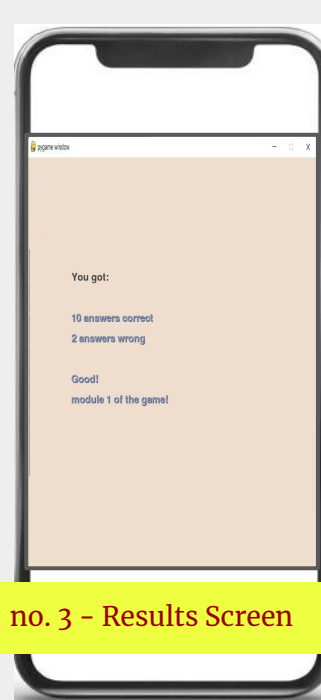 pygame window
You got:
10 answers correct
2 answers wrong
Good!
module 1 of the game!
no. 3 - Results Screen